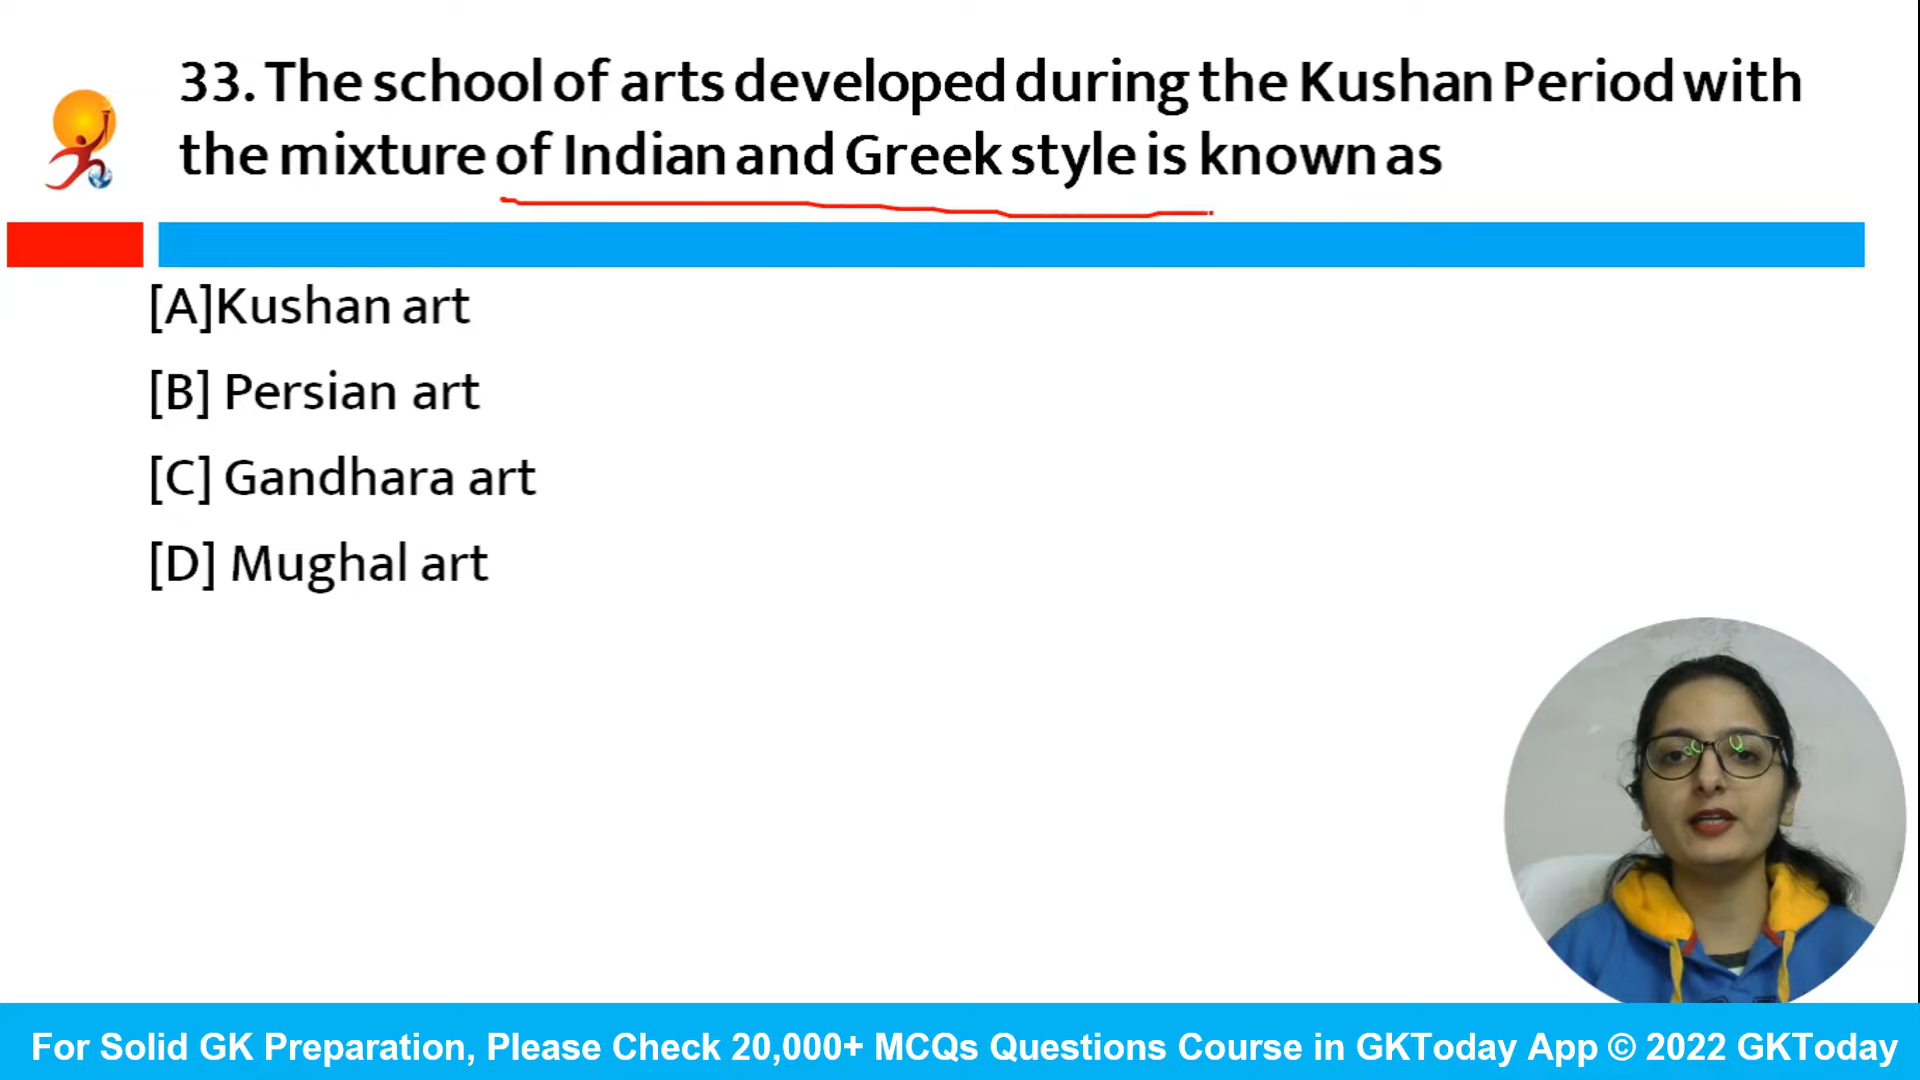 33. The school of arts developed during the Kushan Period with
the mixture of Indian and Greek style is known as
[A]Kushan art
[B] Persian art
[C] Gandhara art
[D] Mughal art
For Solid GK Preparation, Please Check 20,000+ MCQs Questions Course in GKToday App © 2022 GKToday